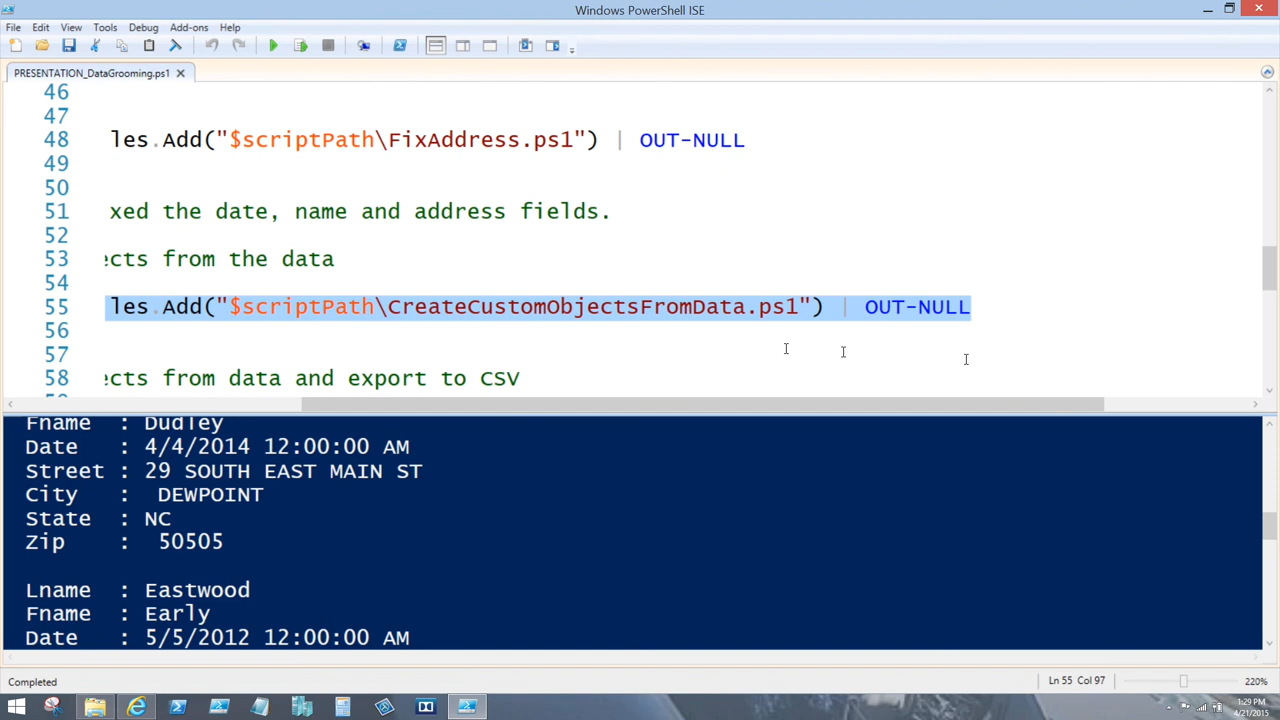 Windows PowerShell ISE
File Edit View Tools Debug Add-ons Help
PRESENTATION_DataGrooming.ps1
46
47
48 les.Add("$scriptPath\FixAddress.ps1") | OUT-NULL
49
50
51 xed the date, name and address fields.
52
53 ects from the data
54
55 les.Add("$scriptPath\CreateCustomObjectsFromData.ps1") | OUT-NULL
56
57
58 ects from data and export to CSV
Fname : Dudley
Date : 4/4/2014 12:00:00 AM
Street : 29 SOUTH EAST MAIN ST
City : DEWPOINT
State : NC
Zip : 50505
Lname : Eastwood
Fname : Early
Date : 5/5/2012 12:00:00 AM
Completed Ln 55 Col 97 220%
1:29 PM
4/21/2015